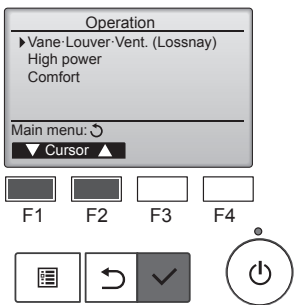 Operation
Vane·Louver·Vent. (Lossnay)
High power
Comfort
Main menu:
Cursor
F1 F2 F3 F4